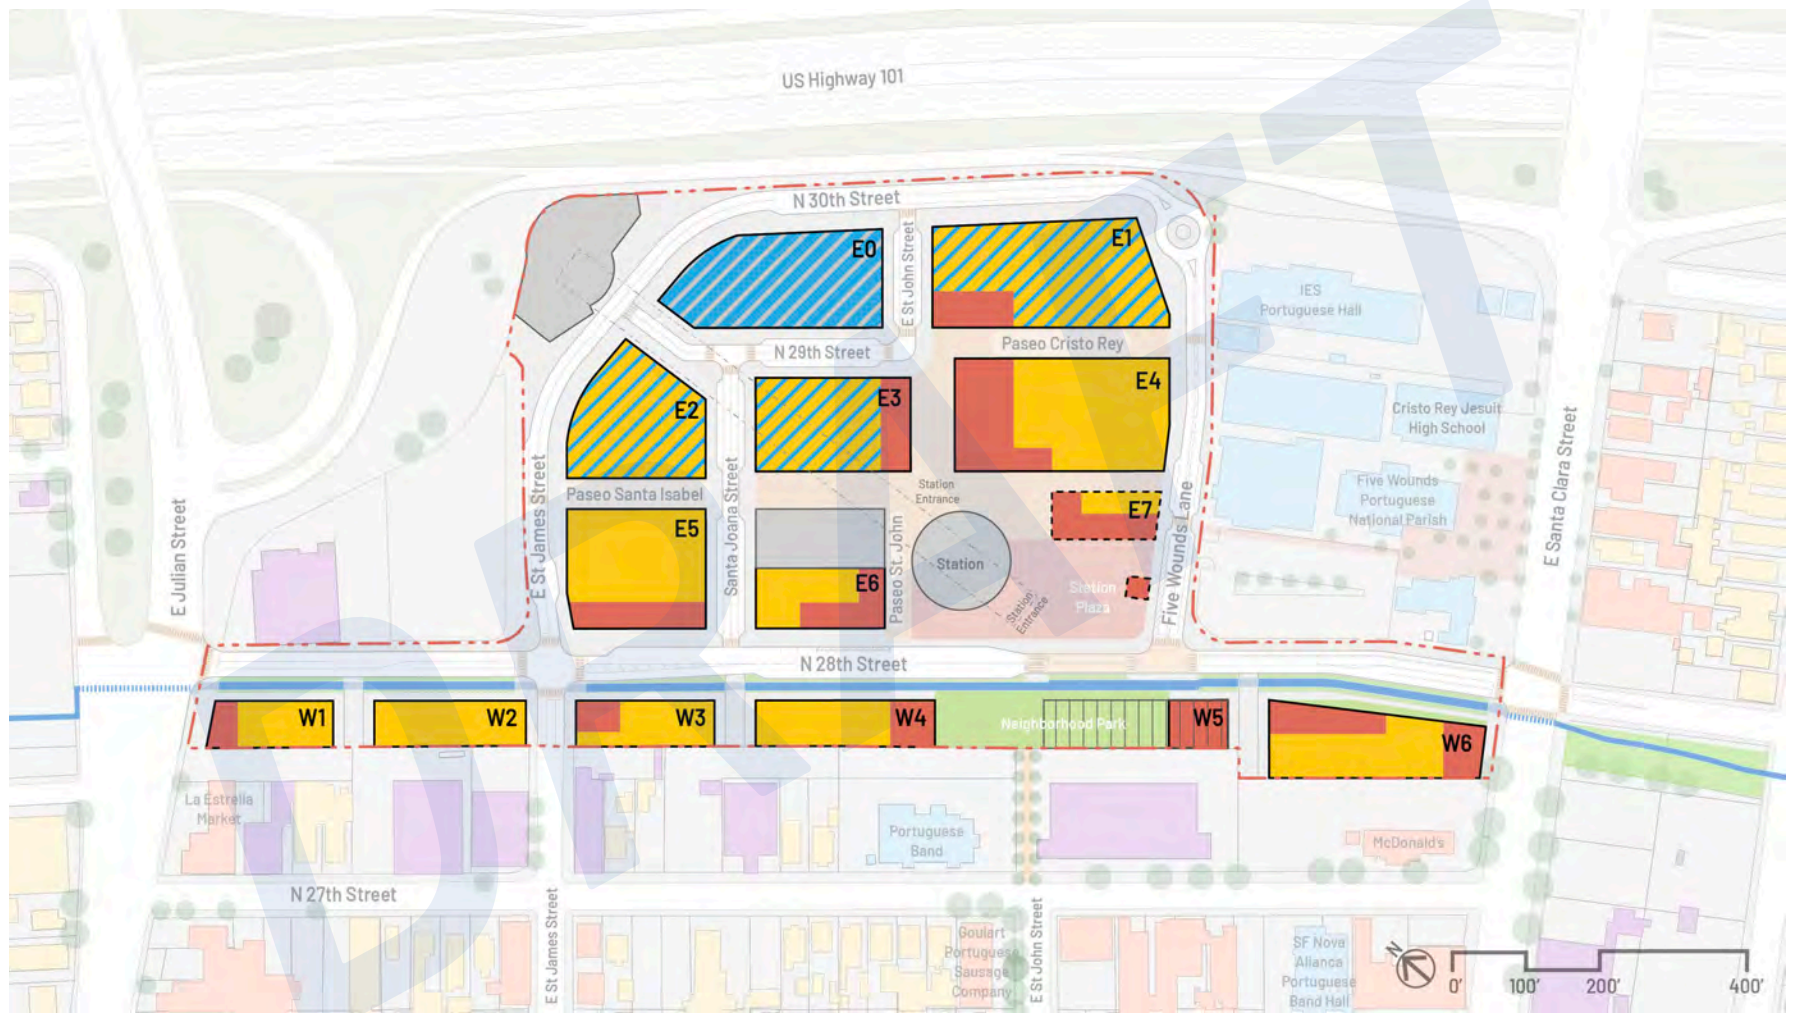 US Highway 101
N 30th Street
E0
E St John Street
E1
IES
Portuguese Hall
N 29th Street
Paseo Cristo Rey
E2
E3
E4
Cristo Rey Jesuit
High School
E Santa Clara Street
Paseo Santa Isabel
Station
Entrance
Five Wounds
Portuguese
National Parish
E Julian Street
E St James Street
E5
Santa Joana Street
E6
Paseo St. John
Station
Station
Entrance
E7
Station
Plaza
Five Wounds Lane
N 28th Street
W1
W2
W3
W4
Neighborhood Park
W5
W6
La Estrella
Market
Portuguese
Band
McDonald's
N 27th Street
E St James Street
Goulart
Portuguese
Sausage
Company
E St John Street
SF Nova
Alianca
Portuguese
Band Hall
N
0'
100'
200'
400'
DRAFT